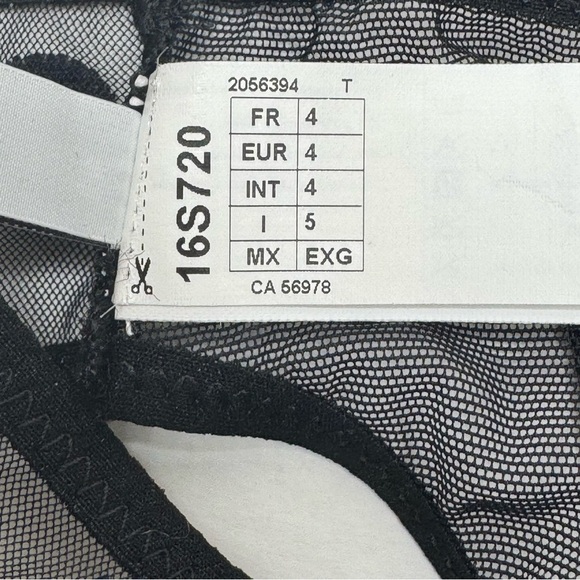 2056394 T
16S720
FR 4
EUR 4
INT 4
I 5
MX EXG
CA 56978